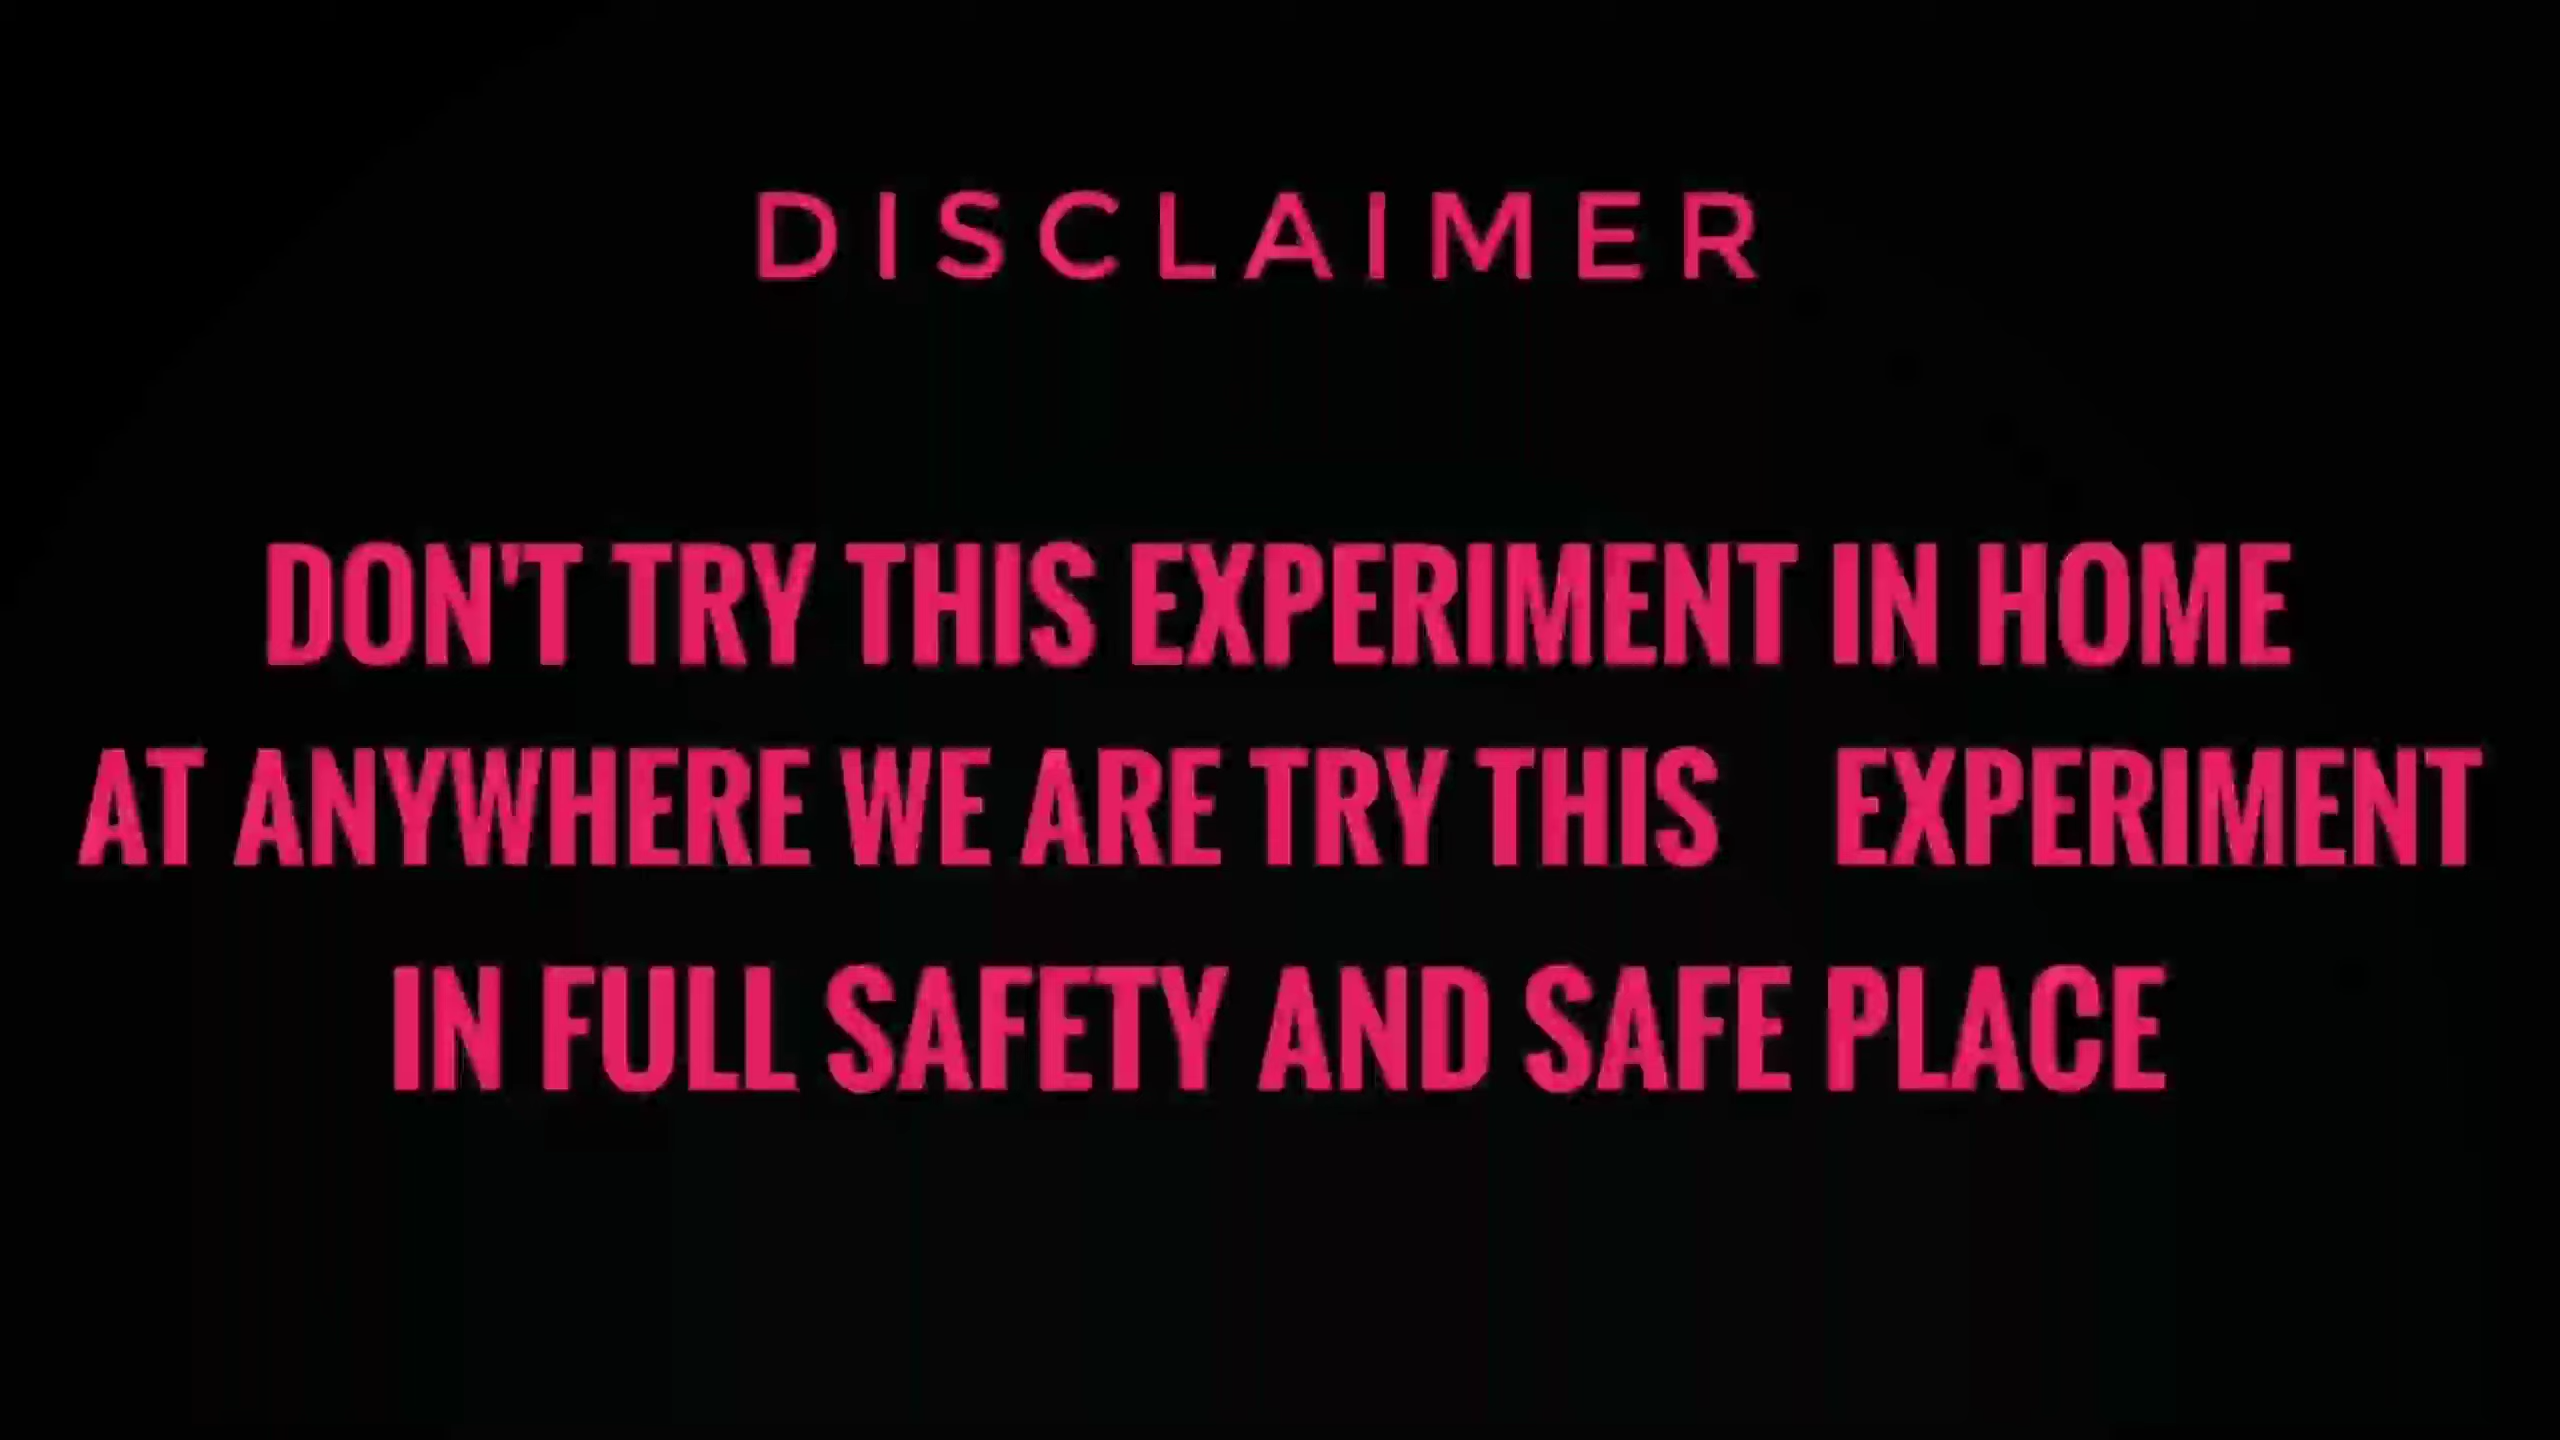 DISCLAIMER
DON'T TRY THIS EXPERIMENT IN HOME
AT ANYWHERE WE ARE TRY THIS EXPERIMENT
IN FULL SAFETY AND SAFE PLACE